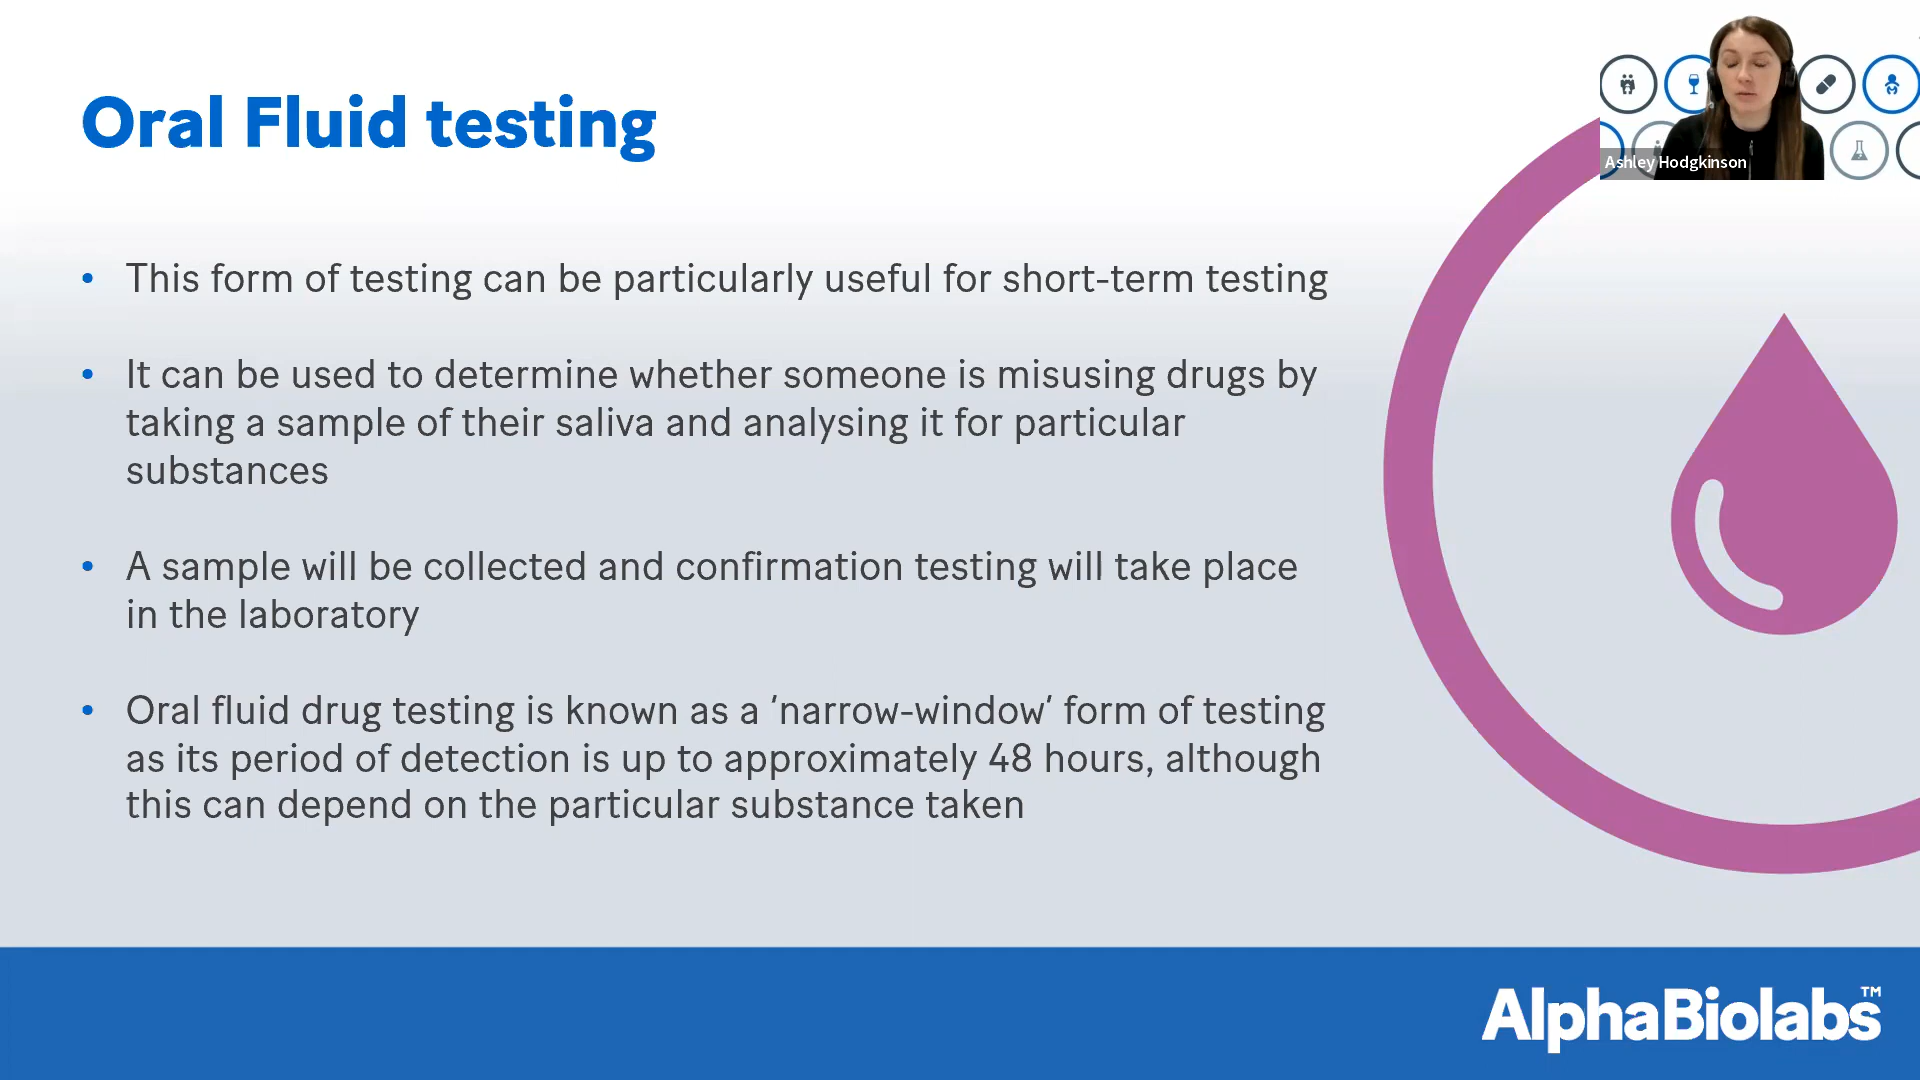 Oral Fluid testing
Ashley Hodgkinson
• This form of testing can be particularly useful for short-term testing
• It can be used to determine whether someone is misusing drugs by
taking a sample of their saliva and analysing it for particular
substances
• A sample will be collected and confirmation testing will take place
in the laboratory
• Oral fluid drug testing is known as a 'narrow-window' form of testing
as its period of detection is up to approximately 48 hours, although
this can depend on the particular substance taken
AlphaBiolabs™